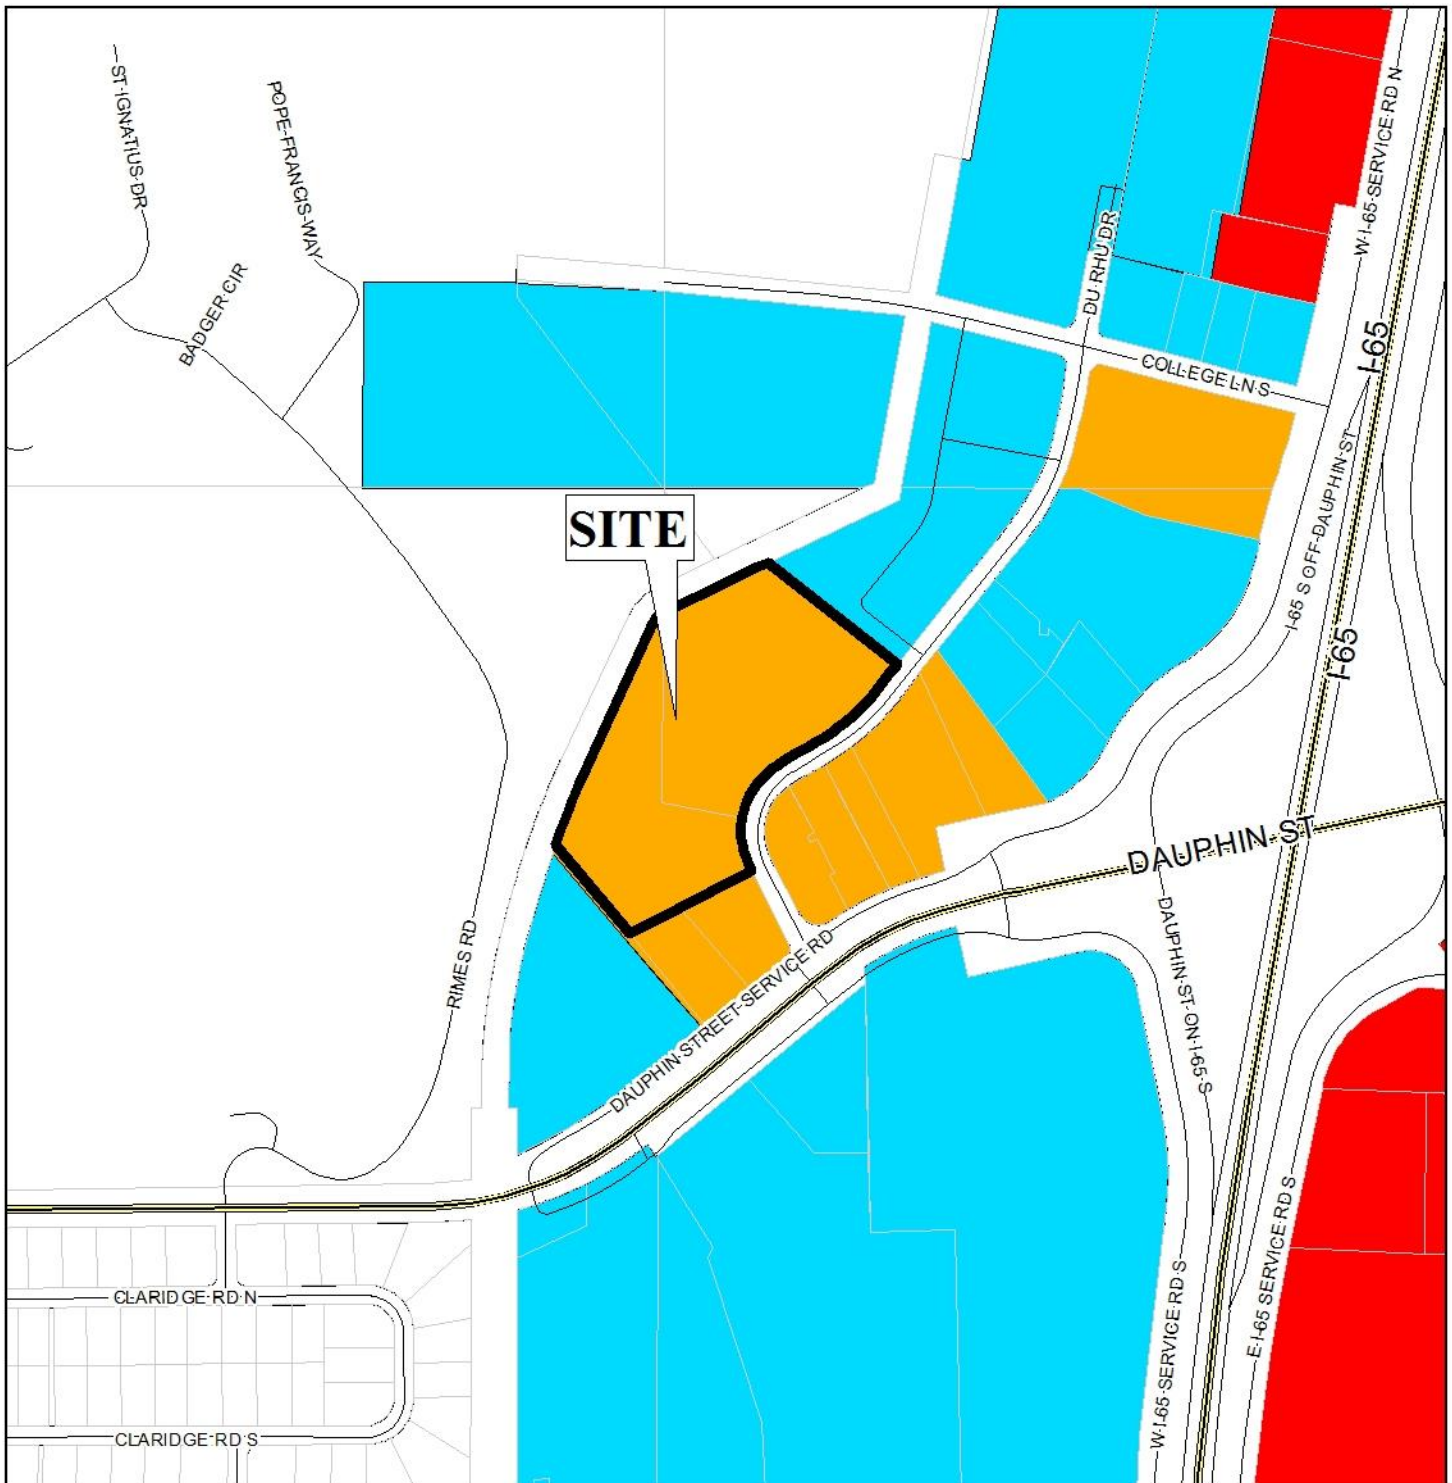 ST IGNATIUS DR
POPE FRANCIS WAY
BADGER CIR
W I-65 SERVICE RD N
DU RHU DR
COLLEGE LN S
I-65
I-65 S OFF DAUPHIN ST
SITE
I-65
DAUPHIN ST
RIMES RD
DAUPHIN STREET SERVICE RD
DAUPHIN ST ON I-65 S
E I-65 SERVICE RD S
W I-65 SERVICE RD S
CLARIDGE RD N
CLARIDGE RD S